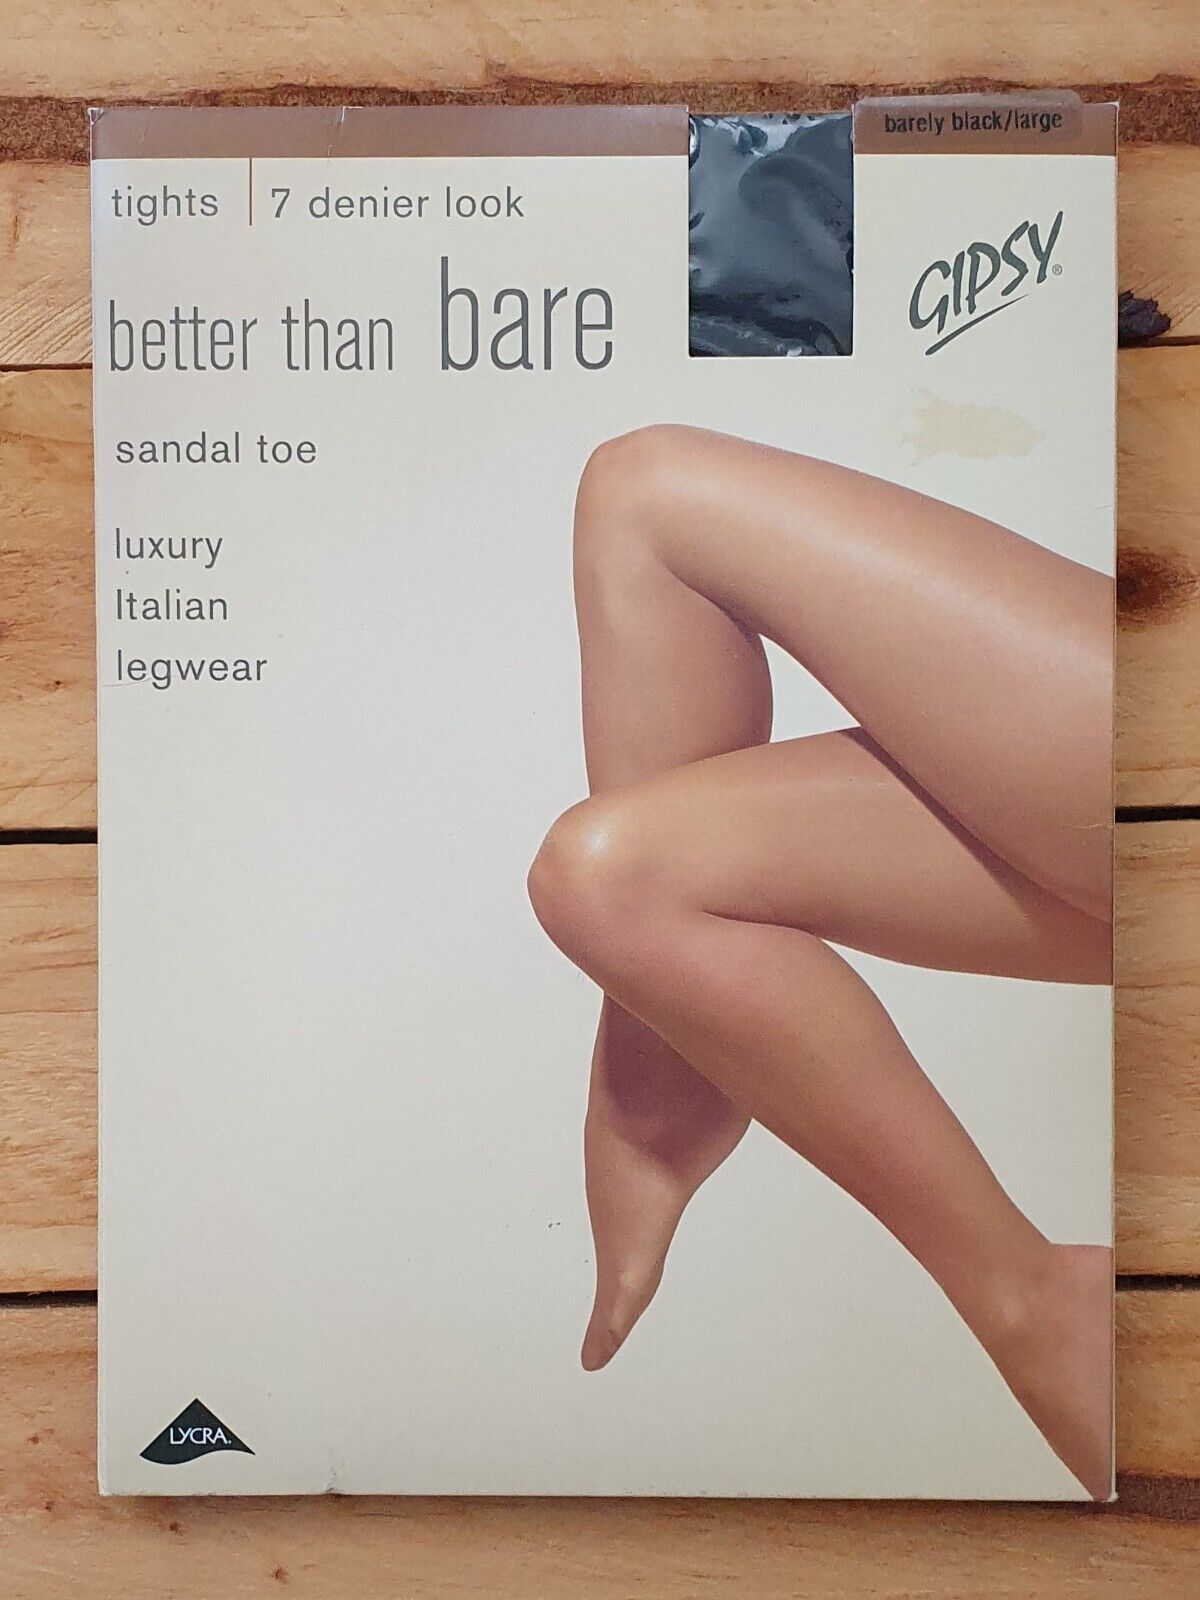 barely black/large
tights | 7 denier look
GIPSY®
better than bare
sandal toe
luxury
Italian
legwear
LYCRA®